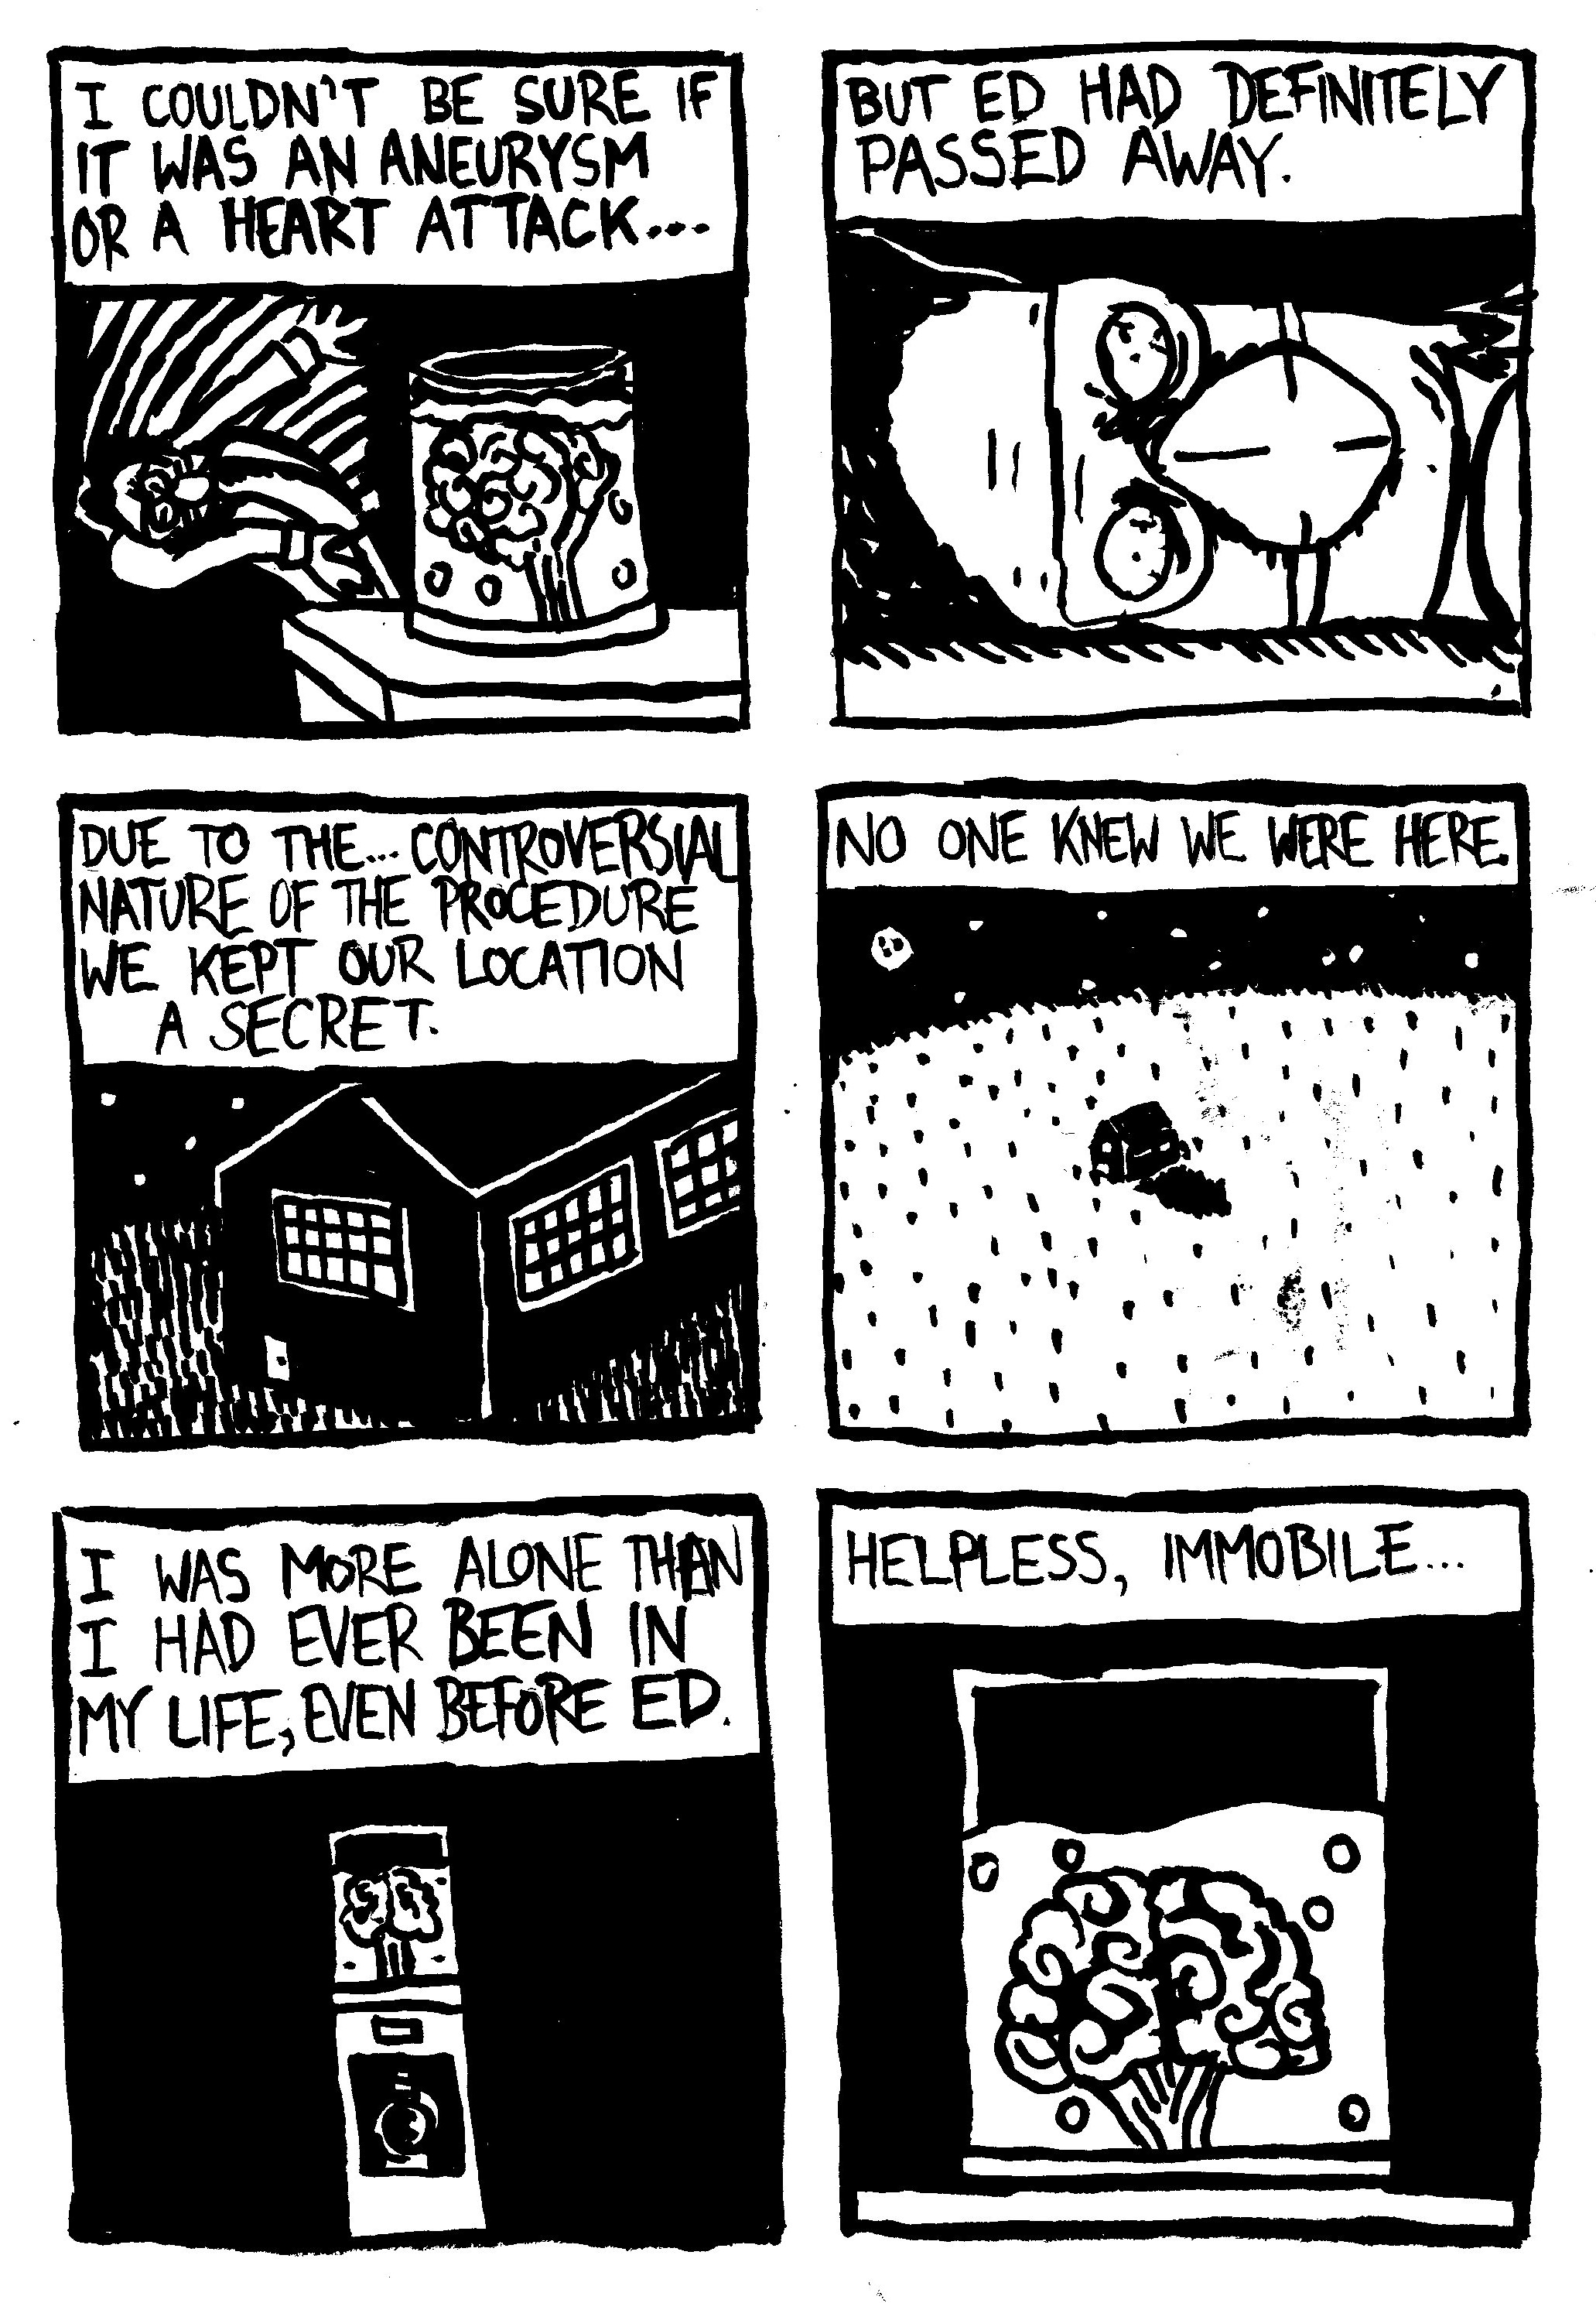 I COULDN'T BE SURE IF
IT WAS AN ANEURYSM
OR A HEART ATTACK...
BUT ED HAD DEFINITELY
PASSED AWAY.
DUE TO THE... CONTROVERSIAL
NATURE OF THE PROCEDURE
WE KEPT OUR LOCATION
A SECRET.
NO ONE KNEW WE WERE HERE.
I WAS MORE ALONE THAN
I HAD EVER BEEN IN
MY LIFE, EVEN BEFORE ED.
HELPLESS, IMMOBILE...